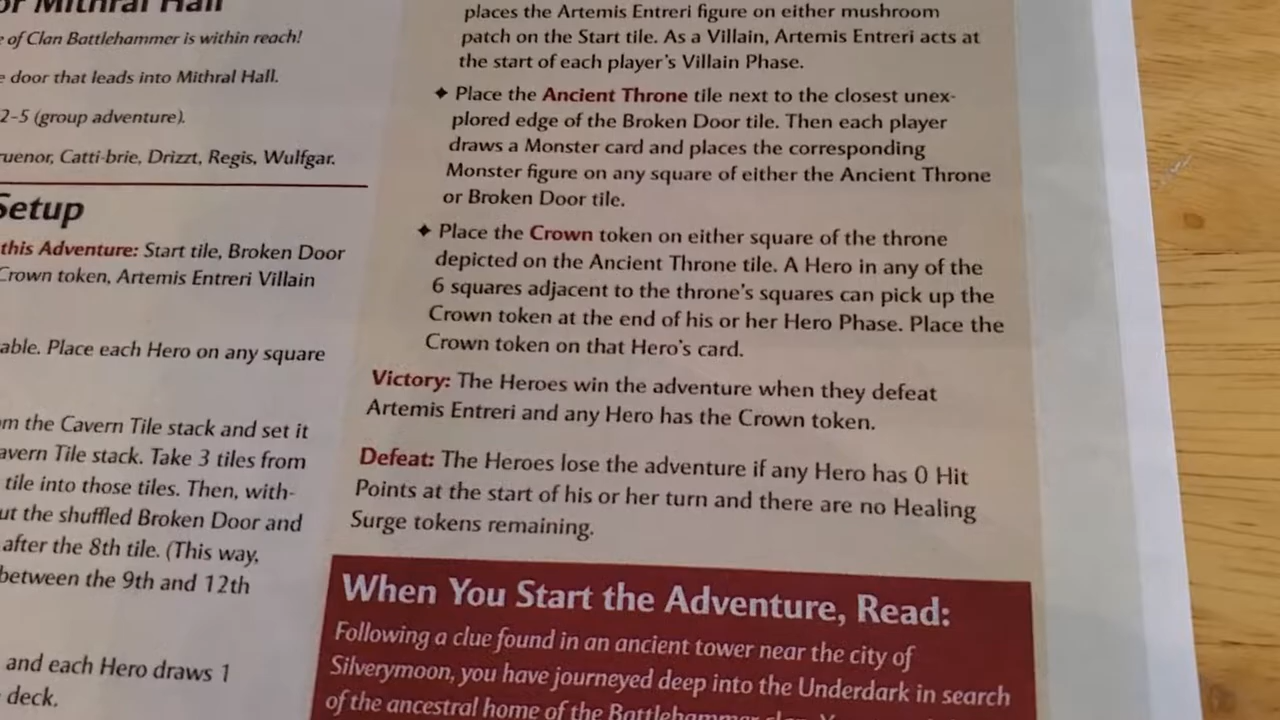 or Mithral Hall
e of Clan Battlehammer is within reach!
e door that leads into Mithral Hall.
2–5 (group adventure).
ruenor, Catti-brie, Drizzt, Regis, Wulfgar.
Setup
this Adventure: Start tile, Broken Door
Crown token, Artemis Entreri Villain
able. Place each Hero on any square
m the Cavern Tile stack and set it
avern Tile stack. Take 3 tiles from
tile into those tiles. Then, with-
ut the shuffled Broken Door and
after the 8th tile. (This way,
between the 9th and 12th
and each Hero draws 1
deck.
places the Artemis Entreri figure on either mushroom
patch on the Start tile. As a Villain, Artemis Entreri acts at
the start of each player's Villain Phase.
✦ Place the Ancient Throne tile next to the closest unex-
plored edge of the Broken Door tile. Then each player
draws a Monster card and places the corresponding
Monster figure on any square of either the Ancient Throne
or Broken Door tile.
✦ Place the Crown token on either square of the throne
depicted on the Ancient Throne tile. A Hero in any of the
6 squares adjacent to the throne's squares can pick up the
Crown token at the end of his or her Hero Phase. Place the
Crown token on that Hero's card.
Victory: The Heroes win the adventure when they defeat
Artemis Entreri and any Hero has the Crown token.
Defeat: The Heroes lose the adventure if any Hero has 0 Hit
Points at the start of his or her turn and there are no Healing
Surge tokens remaining.
When You Start the Adventure, Read:
Following a clue found in an ancient tower near the city of
Silverymoon, you have journeyed deep into the Underdark in search
of the ancestral home of the Battlehammer clan.